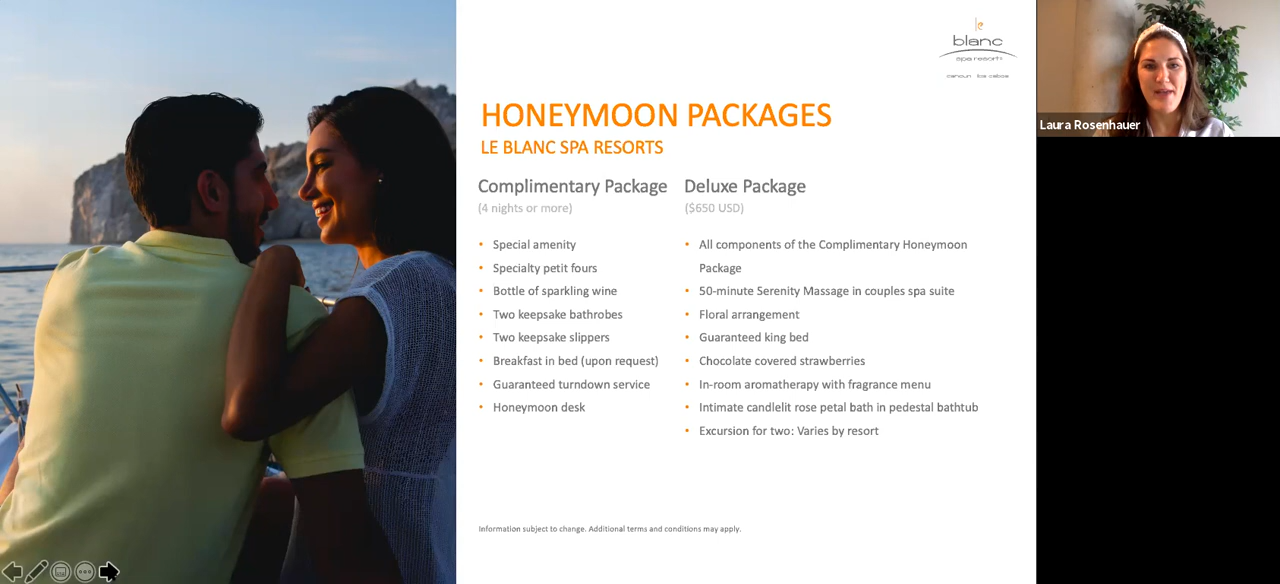 le
blanc
spa resorts
cancun los cabos
HONEYMOON PACKAGES
LE BLANC SPA RESORTS
Complimentary Package
(4 nights or more)
• Special amenity
• Specialty petit fours
• Bottle of sparkling wine
• Two keepsake bathrobes
• Two keepsake slippers
• Breakfast in bed (upon request)
• Guaranteed turndown service
• Honeymoon desk
Deluxe Package
($650 USD)
• All components of the Complimentary Honeymoon
Package
• 50-minute Serenity Massage in couples spa suite
• Floral arrangement
• Guaranteed king bed
• Chocolate covered strawberries
• In-room aromatherapy with fragrance menu
• Intimate candlelit rose petal bath in pedestal bathtub
• Excursion for two: Varies by resort
Information subject to change. Additional terms and conditions may apply.
Laura Rosenhauer